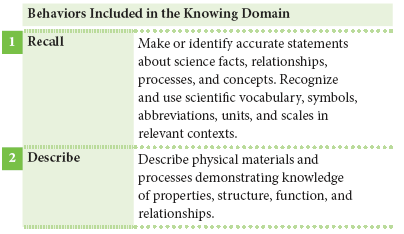 Behaviors Included in the Knowing Domain
1 Recall Make or identify accurate statements
about science facts, relationships,
processes, and concepts. Recognize
and use scientific vocabulary, symbols,
abbreviations, units, and scales in
relevant contexts.
2 Describe Describe physical materials and
processes demonstrating knowledge
of properties, structure, function, and
relationships.